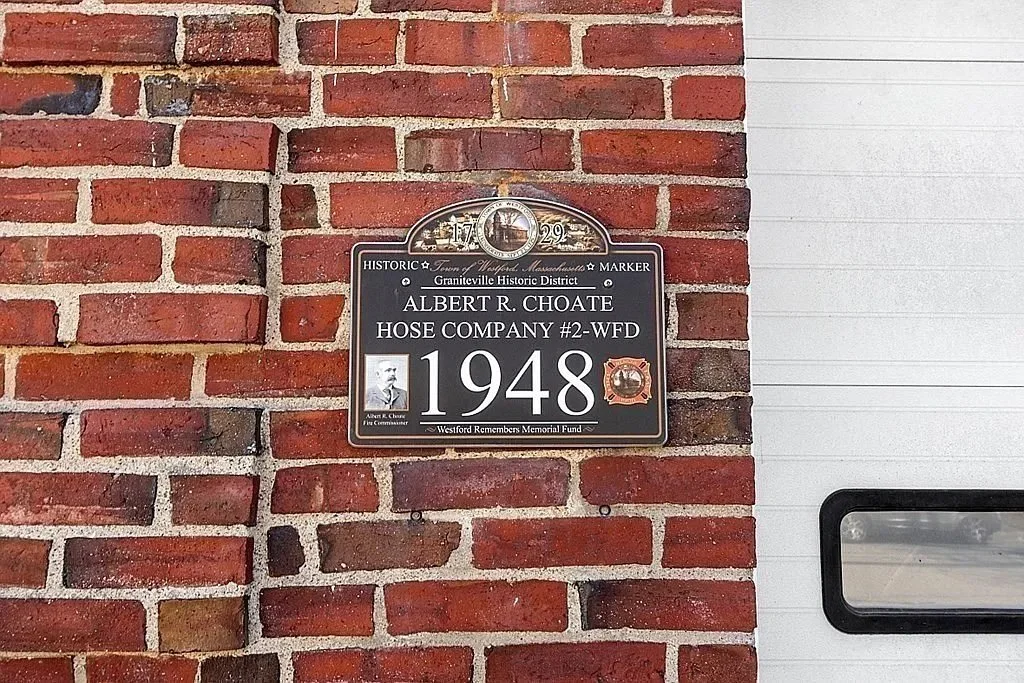 17 29
HISTORIC ☆ Town of Westford, Massachusetts ☆ MARKER
Graniteville Historic District
ALBERT R. CHOATE
HOSE COMPANY #2-WFD
1948
Albert R. Choate
Fire Commissioner
Westford Remembers Memorial Fund